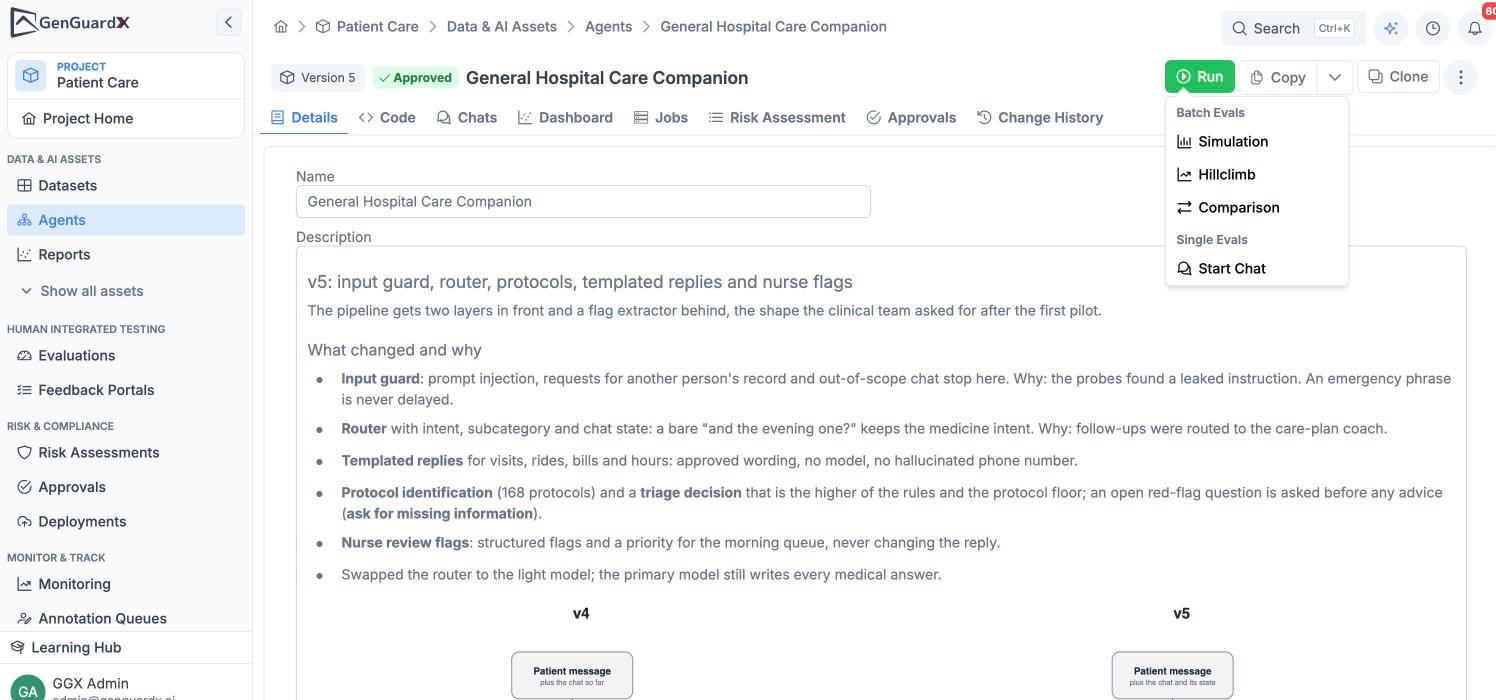 GenGuardX
PROJECT
Patient Care
Project Home
DATA & AI ASSETS
Datasets
Agents
Reports
Show all assets
HUMAN INTEGRATED TESTING
Evaluations
Feedback Portals
RISK & COMPLIANCE
Risk Assessments
Approvals
Deployments
MONITOR & TRACK
Monitoring
Annotation Queues
Learning Hub
GA
GGX Admin
Patient Care
Data & AI Assets
Agents
General Hospital Care Companion
Search
Ctrl+K
60
Version 5
Approved
General Hospital Care Companion
Run
Copy
Clone
Details
Code
Chats
Dashboard
Jobs
Risk Assessment
Approvals
Change History
Batch Evals
Simulation
Hillclimb
Comparison
Single Evals
Start Chat
Name
General Hospital Care Companion
Description
v5: input guard, router, protocols, templated replies and nurse flags
The pipeline gets two layers in front and a flag extractor behind, the shape the clinical team asked for after the first pilot.
What changed and why
• Input guard: prompt injection, requests for another person's record and out-of-scope chat stop here. Why: the probes found a leaked instruction. An emergency phrase
is never delayed.
• Router with intent, subcategory and chat state: a bare "and the evening one?" keeps the medicine intent. Why: follow-ups were routed to the care-plan coach.
• Templated replies for visits, rides, bills and hours: approved wording, no model, no hallucinated phone number.
• Protocol identification (168 protocols) and a triage decision that is the higher of the rules and the protocol floor; an open red-flag question is asked before any advice
(ask for missing information).
• Nurse review flags: structured flags and a priority for the morning queue, never changing the reply.
• Swapped the router to the light model; the primary model still writes every medical answer.
v4
v5
Patient message
plus the chat so far
Patient message
plus the chat and its state